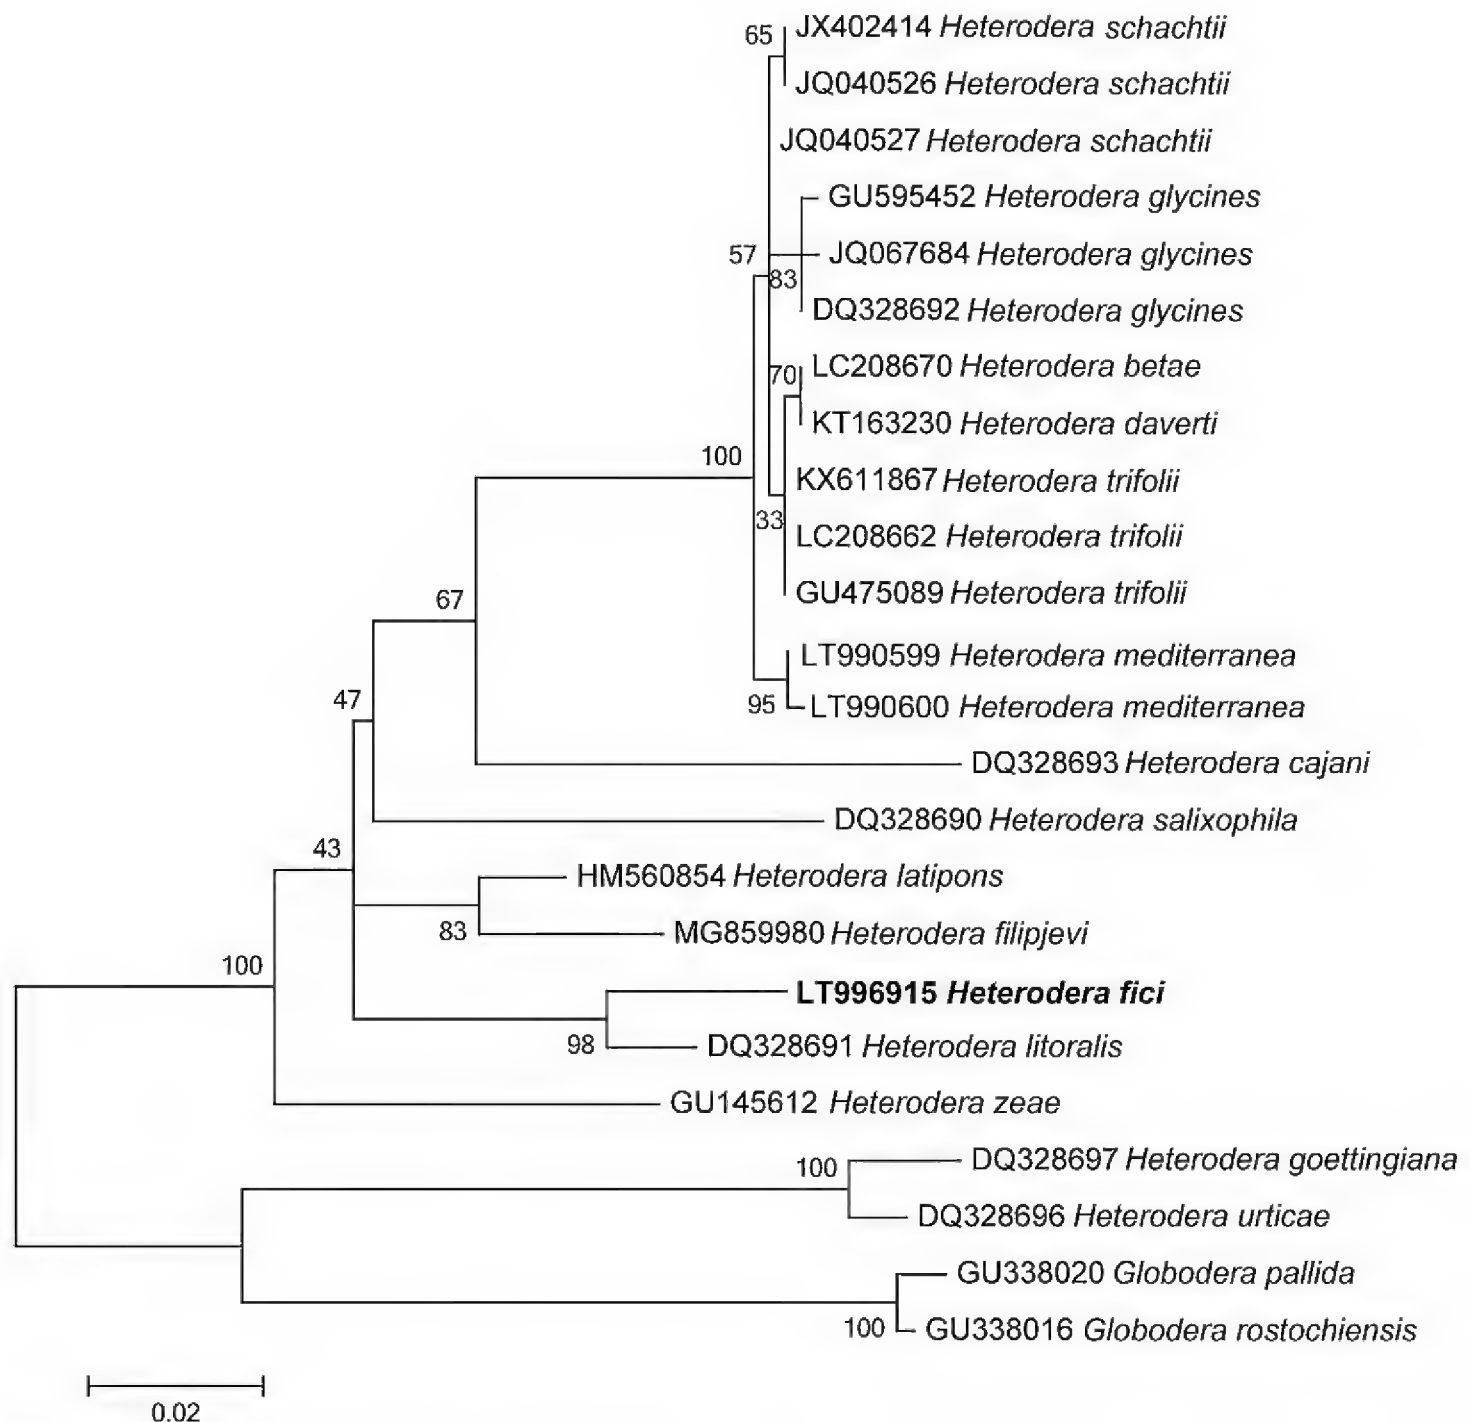 65 JX402414 Heterodera schachtii
JQ040526 Heterodera schachtii
JQ040527 Heterodera schachtii
GU595452 Heterodera glycines
57 JQ067684 Heterodera glycines
83
DQ328692 Heterodera glycines
70 LC208670 Heterodera betae
KT163230 Heterodera daverti
100
KX611867 Heterodera trifolii
33
LC208662 Heterodera trifolii
GU475089 Heterodera trifolii
67
LT990599 Heterodera mediterranea
47
95 LT990600 Heterodera mediterranea
DQ328693 Heterodera cajani
DQ328690 Heterodera salixophila
43
HM560854 Heterodera latipons
83 MG859980 Heterodera filipjevi
100
LT996915 Heterodera fici
98 DQ328691 Heterodera litoralis
GU145612 Heterodera zeae
100 DQ328697 Heterodera goettingiana
DQ328696 Heterodera urticae
GU338020 Globodera pallida
100 GU338016 Globodera rostochiensis
0.02